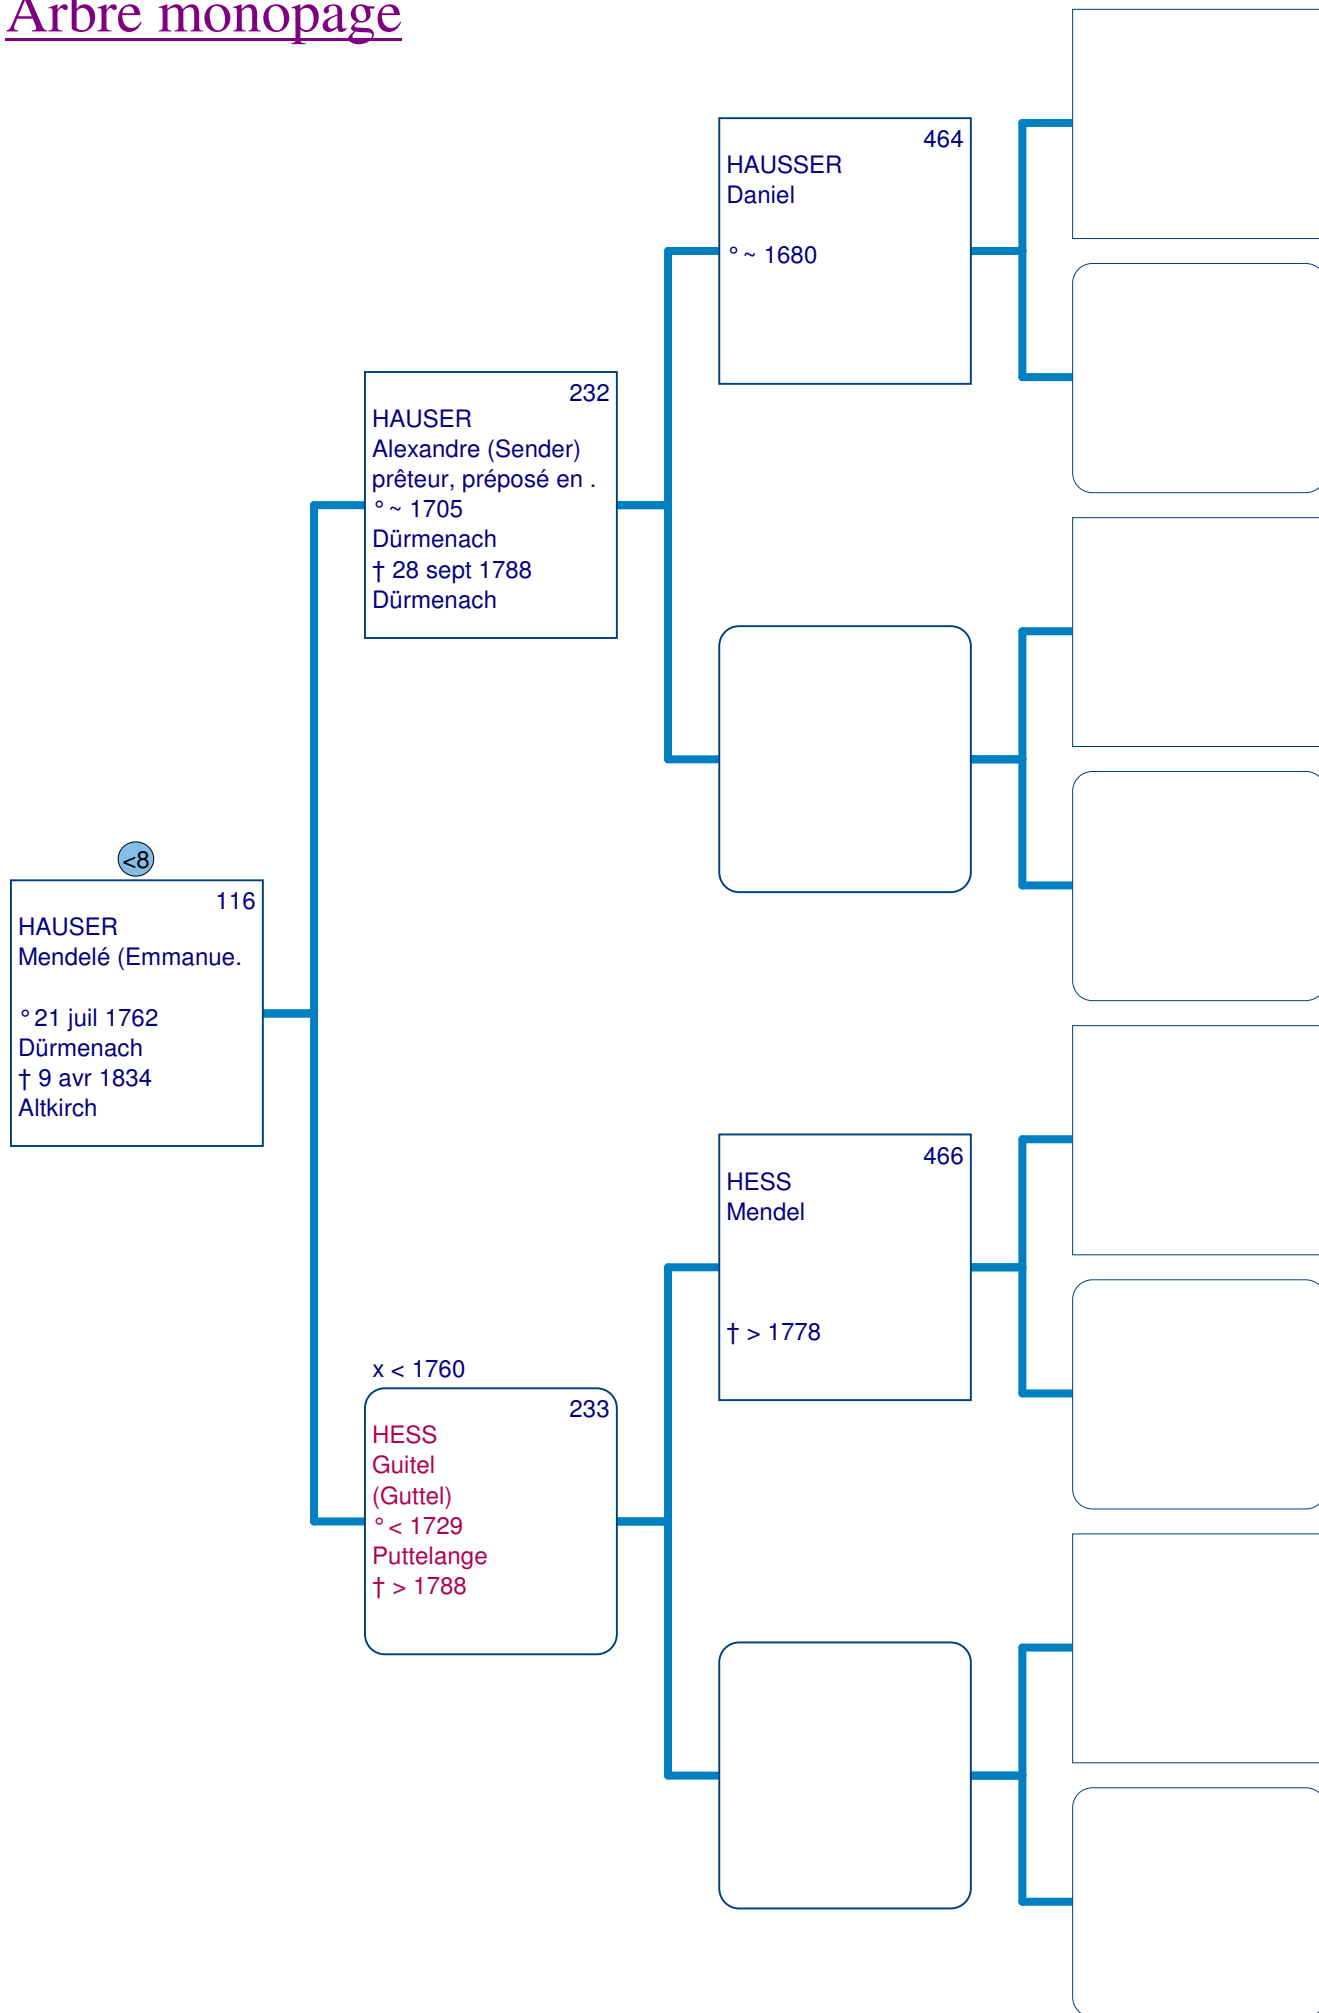 Arbre monopage
464
HAUSSER
Daniel
° ~ 1680
232
HAUSER
Alexandre (Sender)
prêteur, préposé en .
° ~ 1705
Dürmenach
† 28 sept 1788
Dürmenach
<8
116
HAUSER
Mendelé (Emmanue.
° 21 juil 1762
Dürmenach
† 9 avr 1834
Altkirch
466
HESS
Mendel
† > 1778
x < 1760
233
HESS
Guitel
(Guttel)
° < 1729
Puttelange
† > 1788